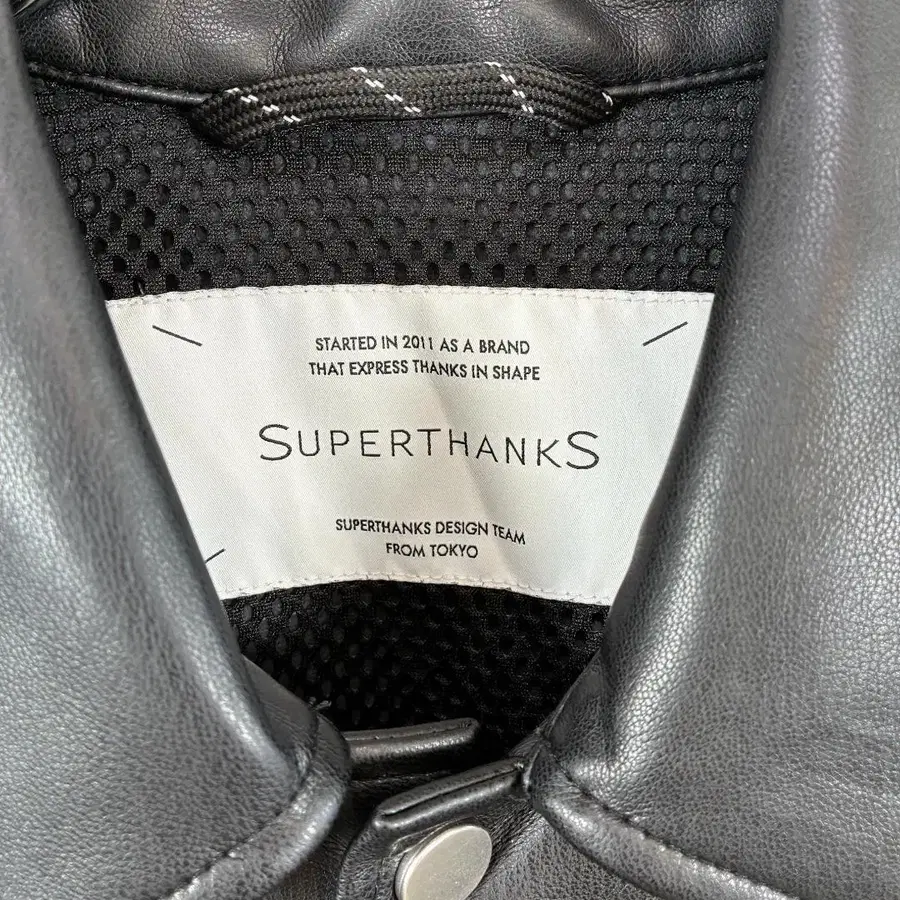 STARTED IN 2011 AS A BRAND
THAT EXPRESS THANKS IN SHAPE
SUPERTHANKS
SUPERTHANKS DESIGN TEAM
FROM TOKYO